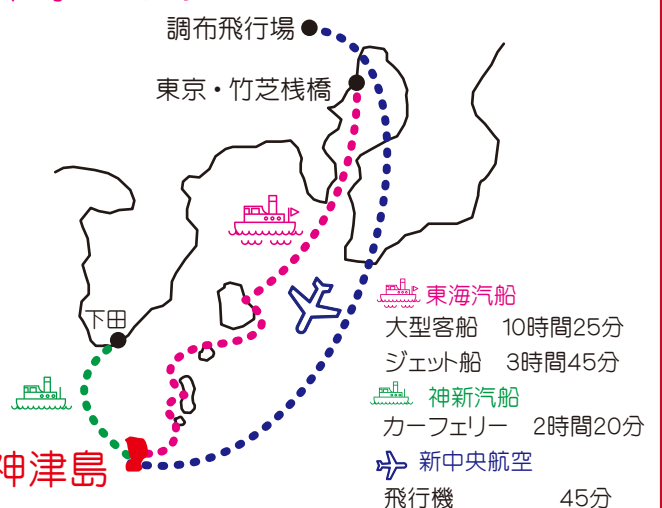 調布飛行場
東京・竹芝桟橋
下田
神津島
東海汽船
大型客船 10時間25分
ジェット船 3時間45分
神新汽船
カーフェリー 2時間20分
新中央航空
飛行機 45分